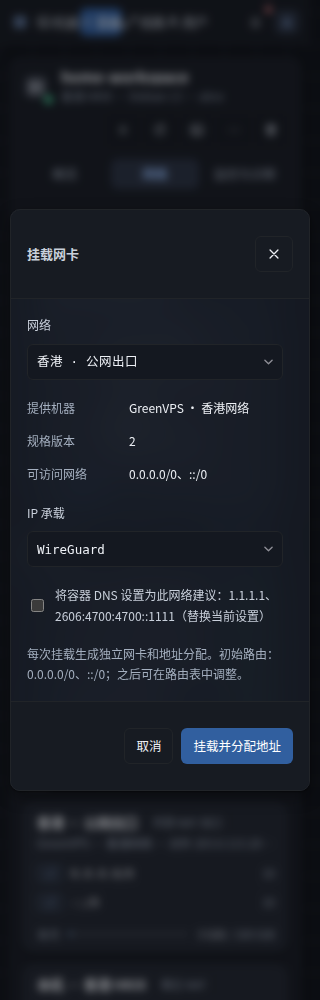 挂载网卡
网络
香港 · 公网出口
提供机器 GreenVPS · 香港网络
规格版本 2
可访问网络 0.0.0.0/0、::/0
IP 承载
WireGuard
将容器 DNS 设置为此网络建议：1.1.1.1、
2606:4700:4700::1111（替换当前设置）
每次挂载生成独立网卡和地址分配。初始路由：
0.0.0.0/0、::/0；之后可在路由表中调整。
取消 挂载并分配地址